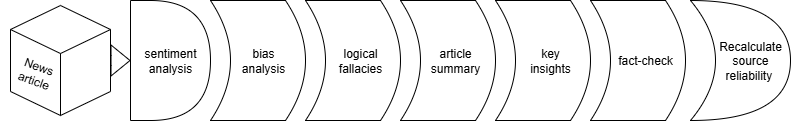 News
article
sentiment
analysis
bias
analysis
logical
fallacies
article
summary
key
insights
fact-check
Recalculate
source
reliability